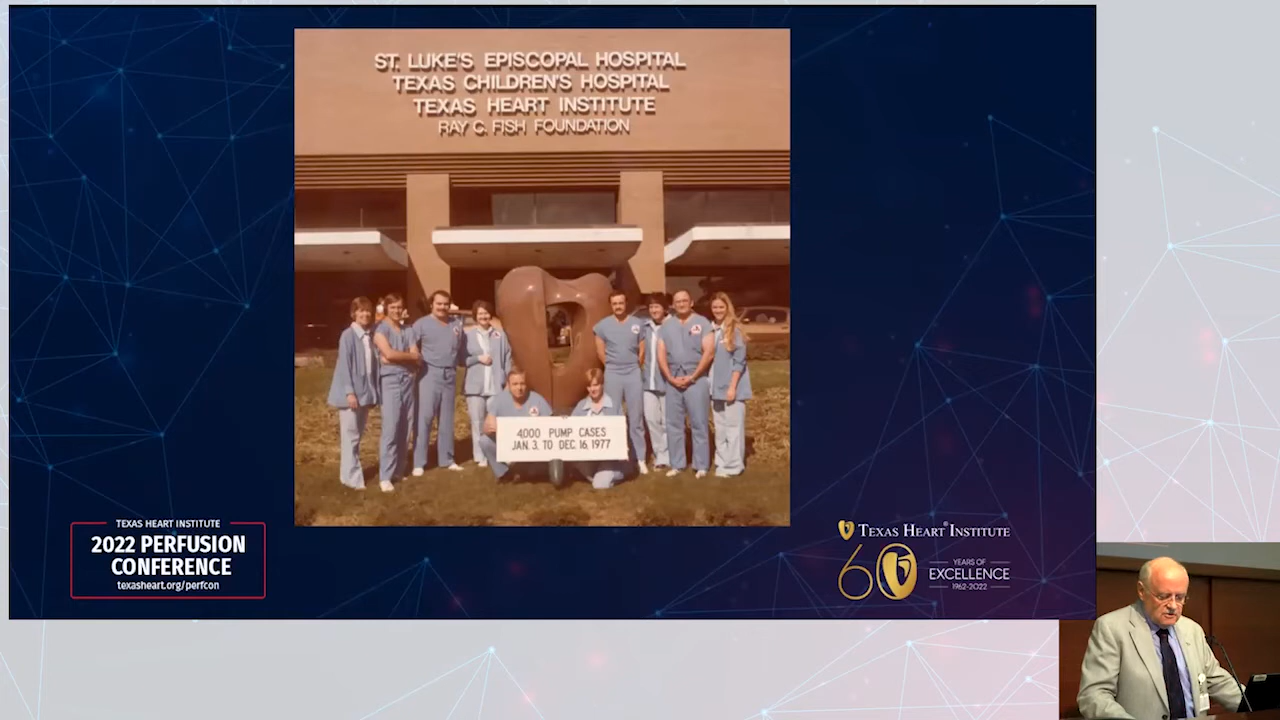 ST. LUKE'S EPISCOPAL HOSPITAL
TEXAS CHILDREN'S HOSPITAL
TEXAS HEART INSTITUTE
RAY C. FISH FOUNDATION
4000 PUMP CASES
JAN. 3, TO DEC. 16, 1977
TEXAS HEART INSTITUTE
2022 PERFUSION
CONFERENCE
texasheart.org/perfcon
TEXAS HEART® INSTITUTE
60 YEARS OF
EXCELLENCE
1962-2022